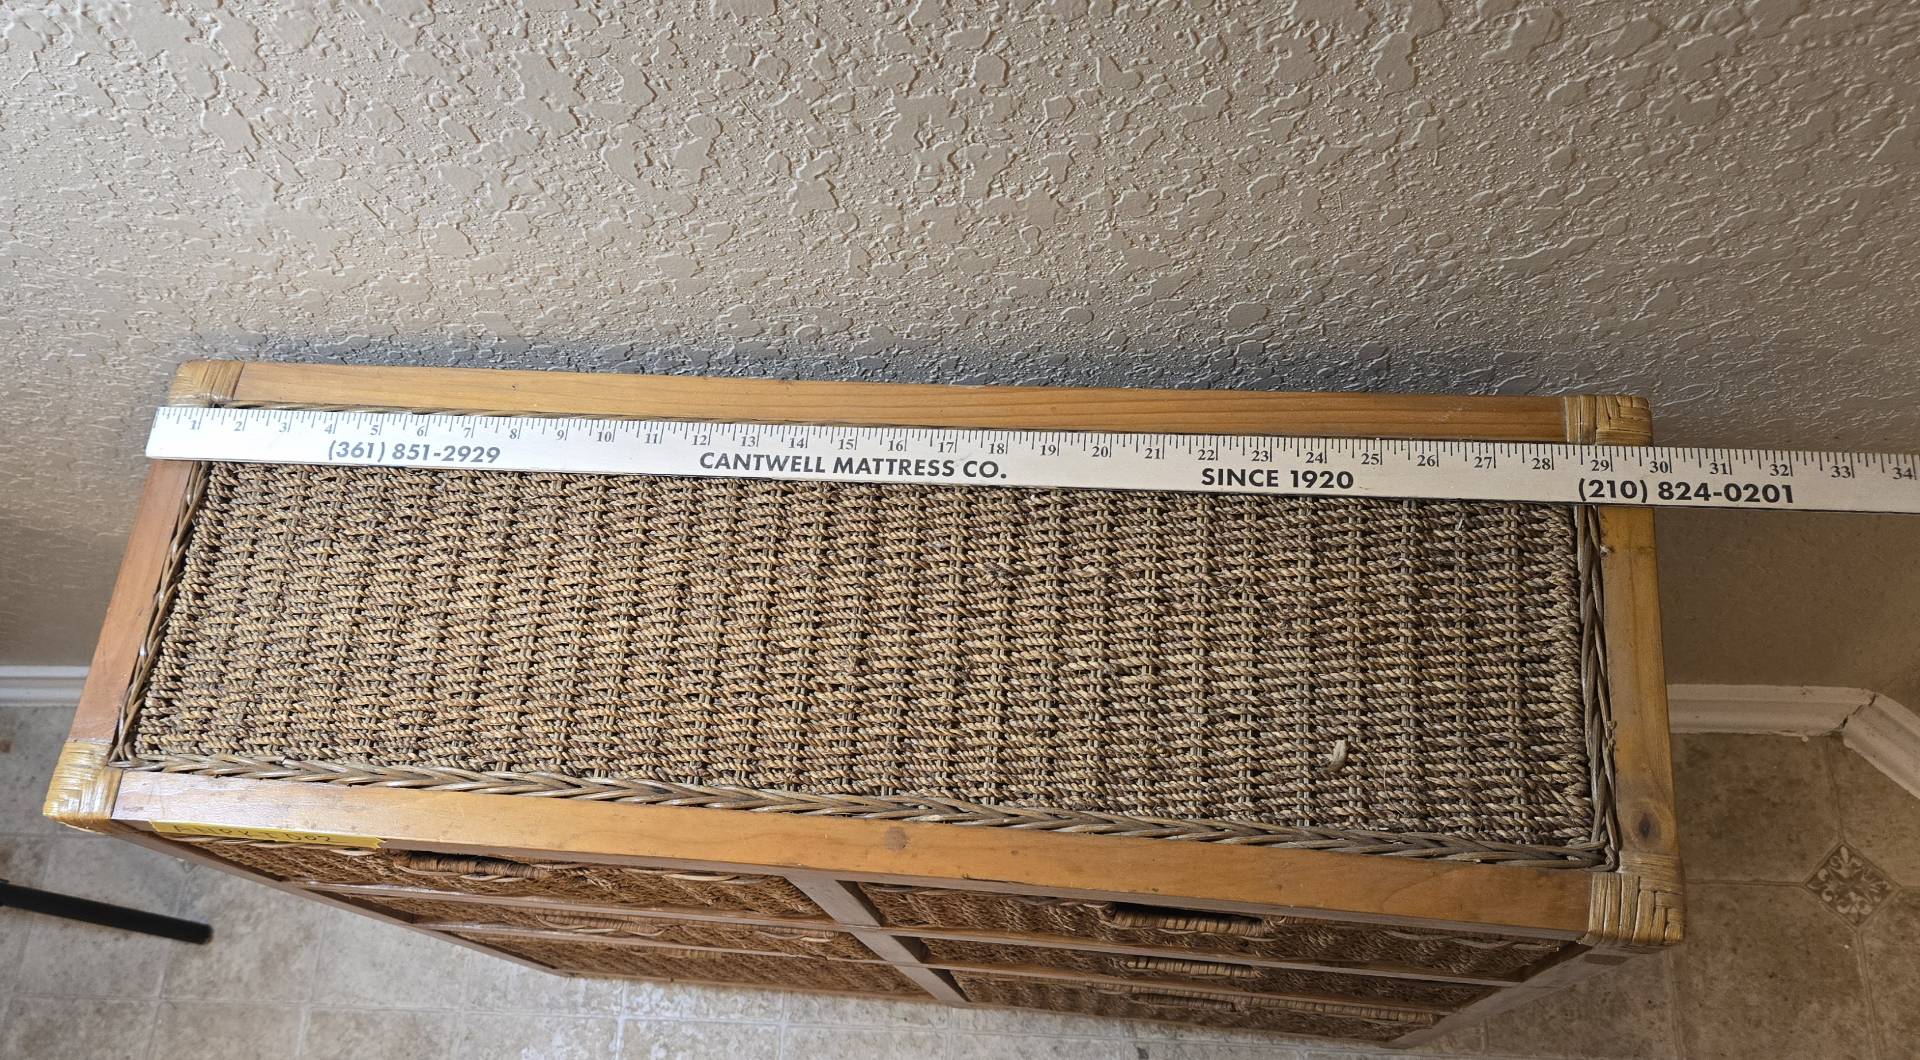 1 2 3 4 5 6 7 8 9 10 11 12 13 14 15 16 17 18 19 20 21 22 23 24 25 26 27 28 29 30 31 32 33 34
(361) 851-2929 CANTWELL MATTRESS CO. SINCE 1920 (210) 824-0201